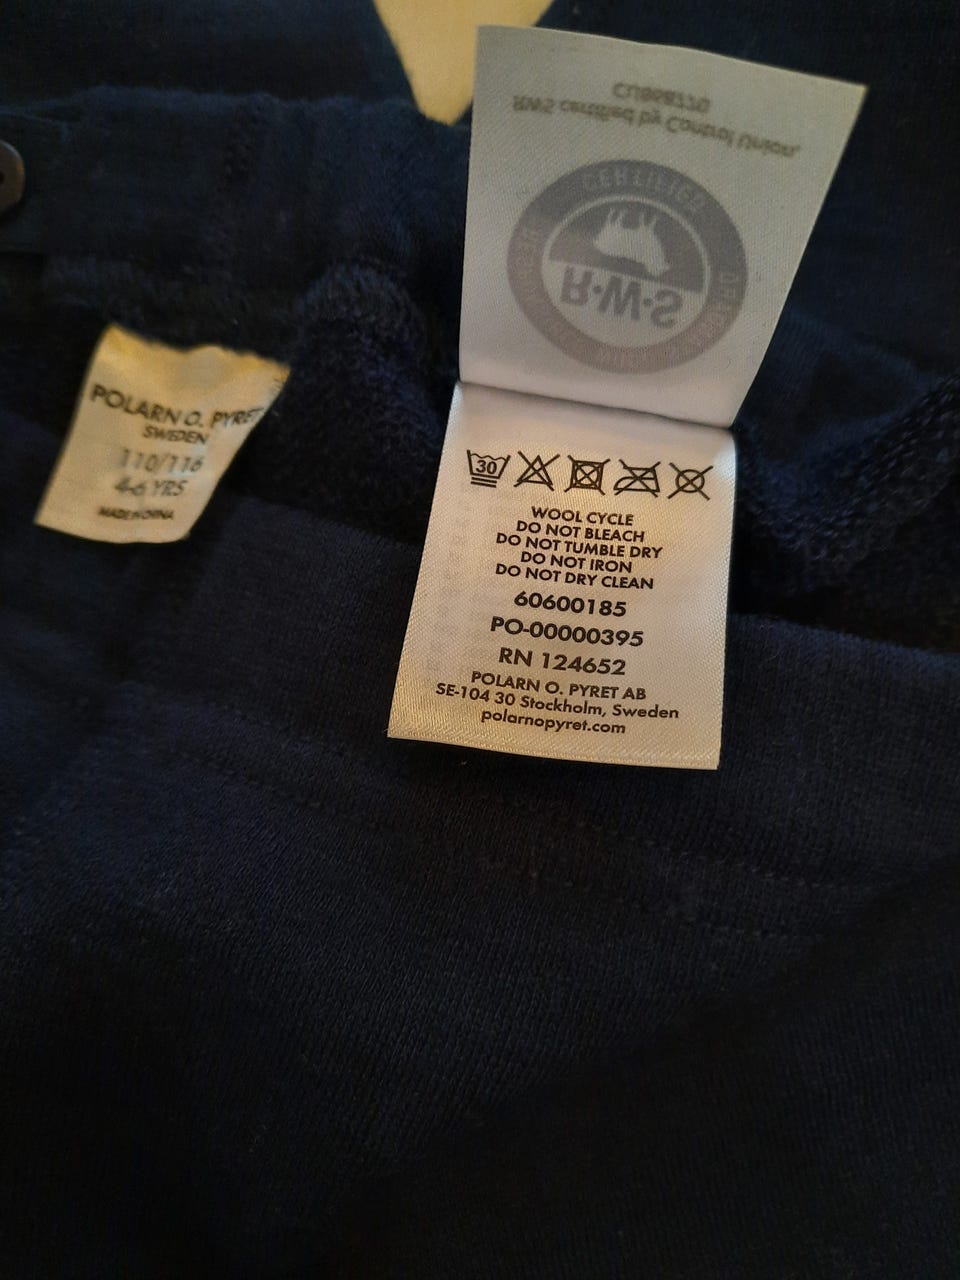 POLARN O. PYRET
SWEDEN
110/116
4-6 YRS
MADE IN CHINA
CU868770
RWS certified by Control Union,
R·W·S
30
WOOL CYCLE
DO NOT BLEACH
DO NOT TUMBLE DRY
DO NOT IRON
DO NOT DRY CLEAN
60600185
PO-00000395
RN 124652
POLARN O. PYRET AB
SE-104 30 Stockholm, Sweden
polarnopyret.com